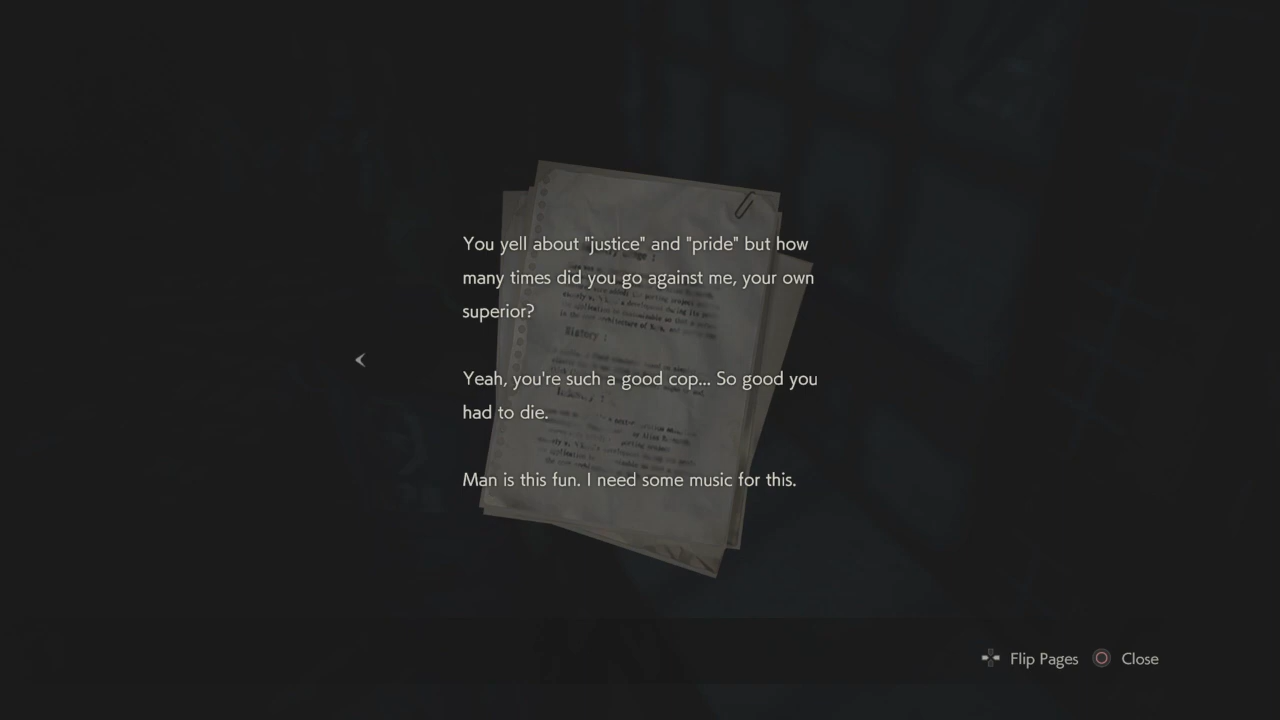 You yell about "justice" and "pride" but how
many times did you go against me, your own
superior?
Yeah, you're such a good cop... So good you
had to die.
Man is this fun. I need some music for this.
History :
Flip Pages
Close